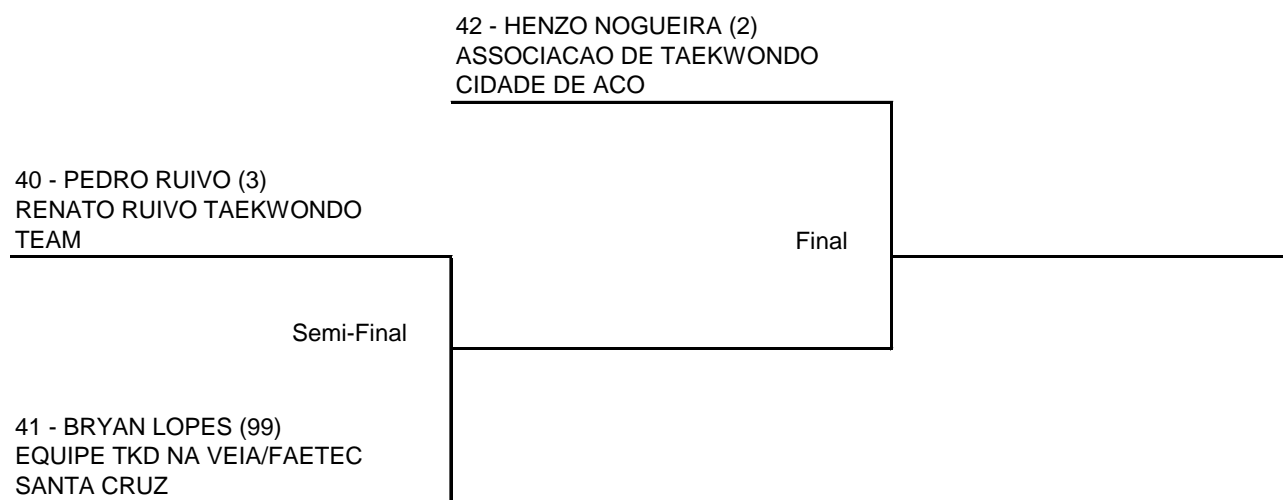 42 - HENZO NOGUEIRA (2)
ASSOCIACAO DE TAEKWONDO
CIDADE DE ACO
40 - PEDRO RUIVO (3)
RENATO RUIVO TAEKWONDO
TEAM
Final
Semi-Final
41 - BRYAN LOPES (99)
EQUIPE TKD NA VEIA/FAETEC
SANTA CRUZ